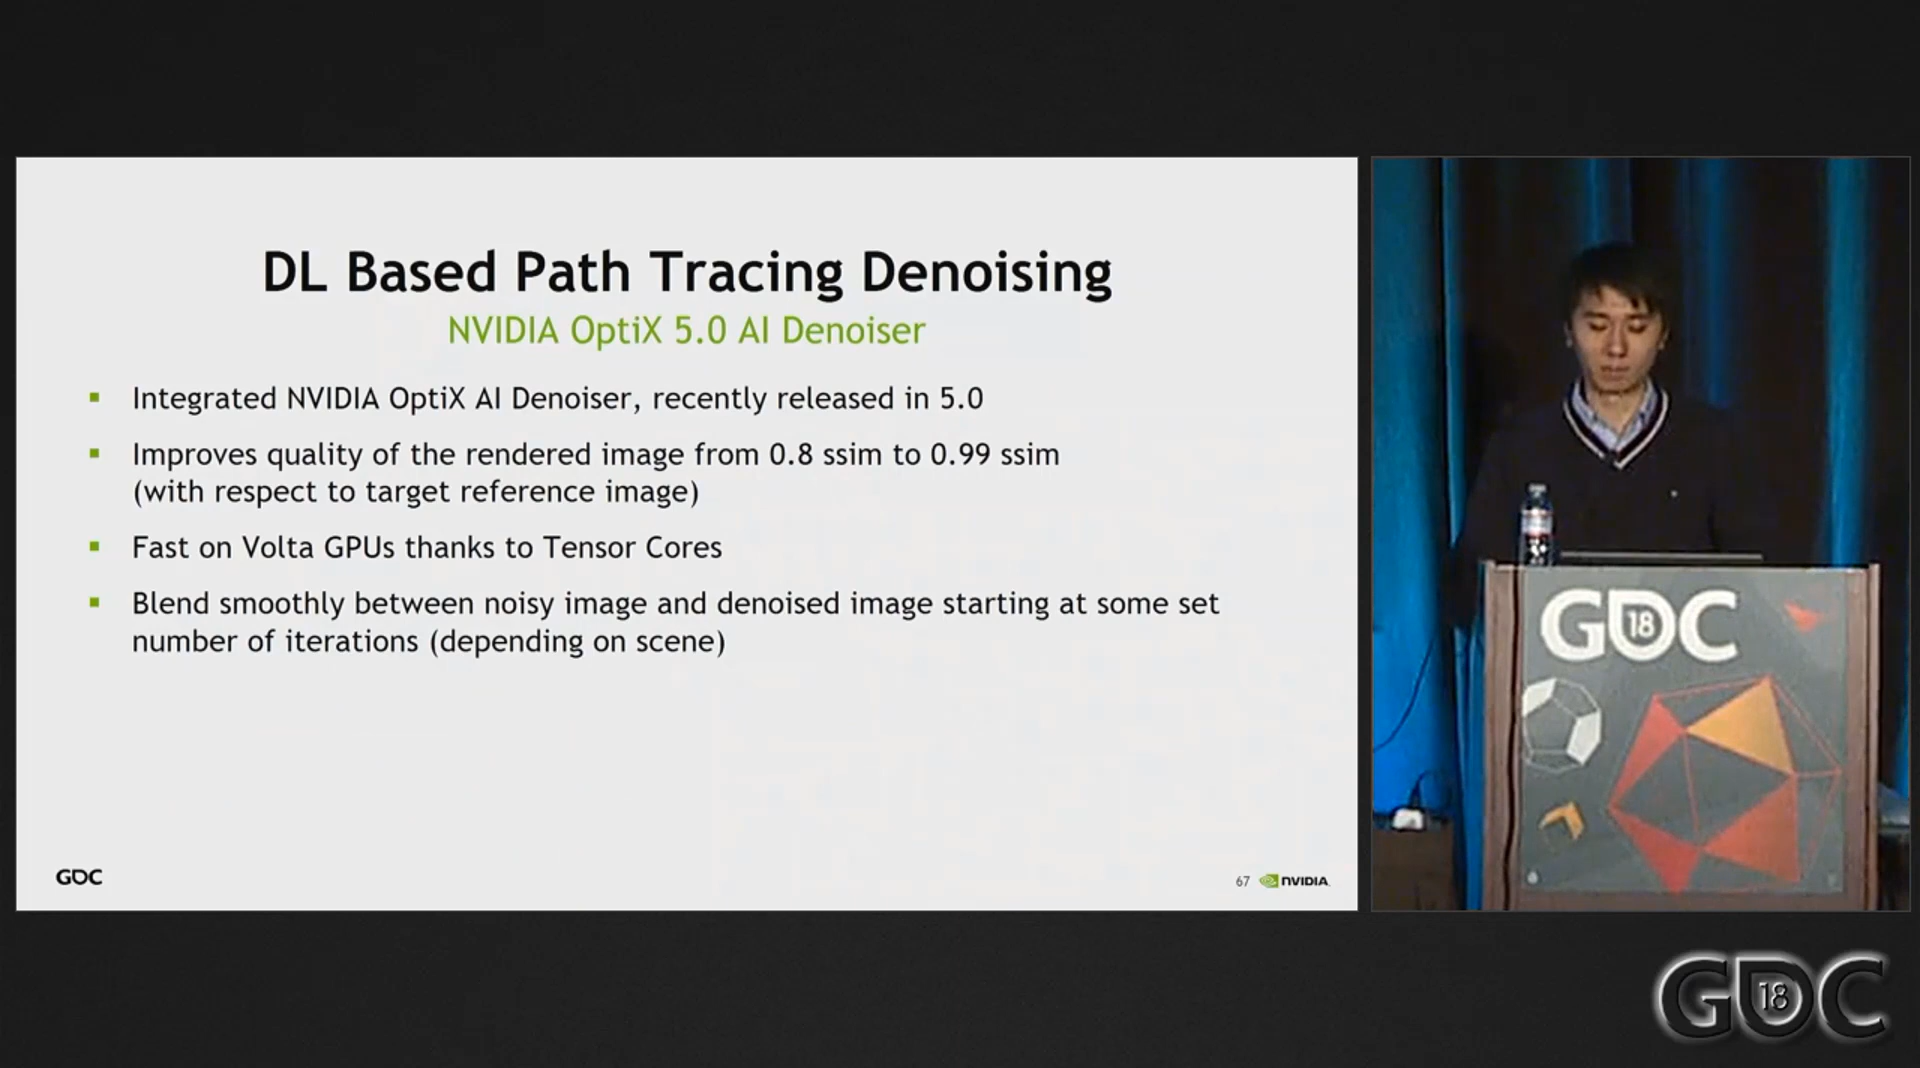 DL Based Path Tracing Denoising
NVIDIA OptiX 5.0 AI Denoiser
Integrated NVIDIA OptiX AI Denoiser, recently released in 5.0
Improves quality of the rendered image from 0.8 ssim to 0.99 ssim
(with respect to target reference image)
Fast on Volta GPUs thanks to Tensor Cores
Blend smoothly between noisy image and denoised image starting at some set
number of iterations (depending on scene)
GDC
67 NVIDIA
GDC
18
GDC
18